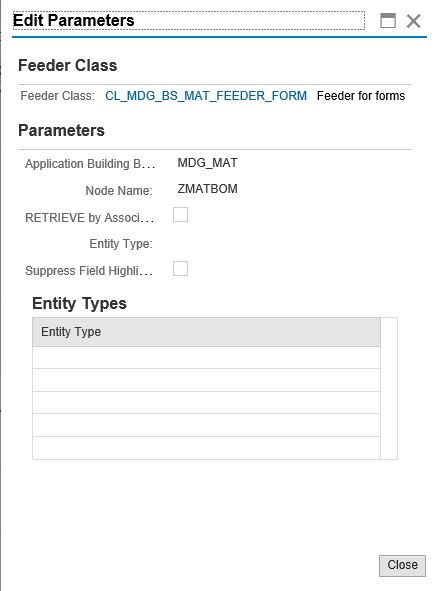 Edit Parameters
Feeder Class
Feeder Class: CL_MDG_BS_MAT_FEEDER_FORM Feeder for forms
Parameters
Application Building B... MDG_MAT
Node Name: ZMATBOM
RETRIEVE by Associ...
Entity Type:
Suppress Field Highli...
Entity Types
Entity Type
Close